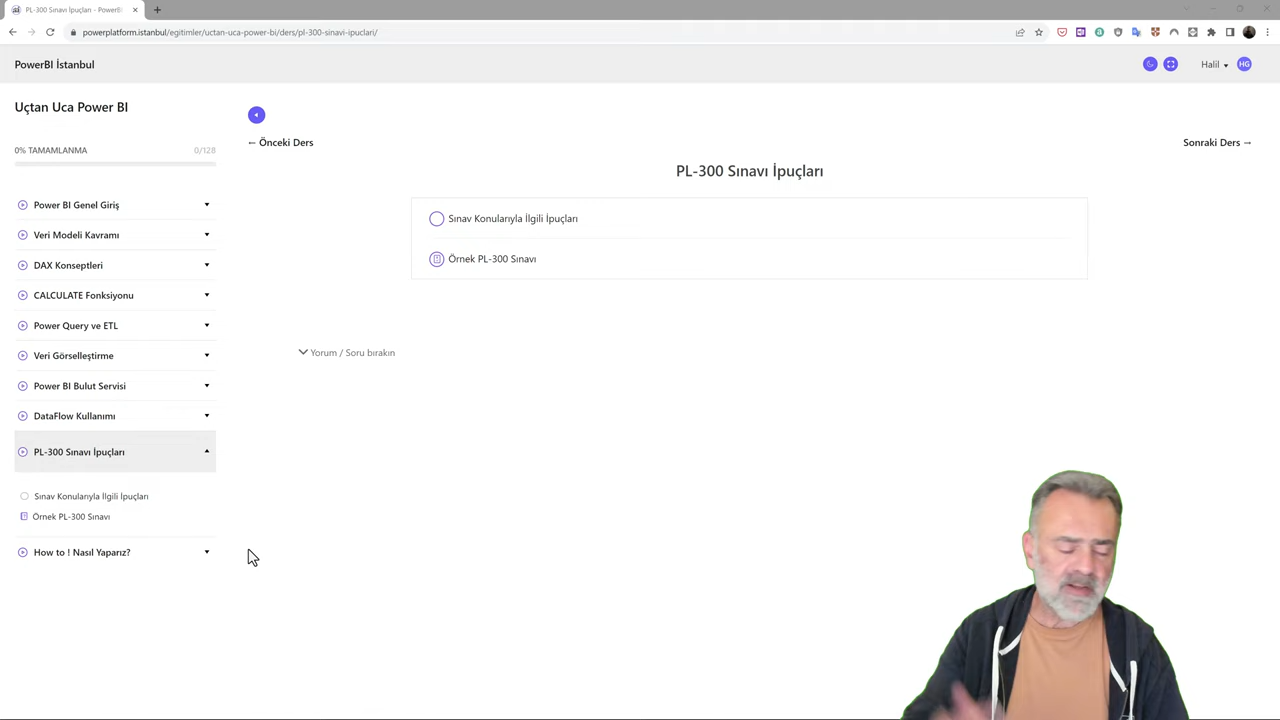 PL-300 Sınavı İpuçları - PowerBI
powerplatform.istanbul/egitimler/uctan-uca-power-bi/ders/pl-300-sinavi-ipuclari/
PowerBI İstanbul
Halil
HG
Uçtan Uca Power BI
0% TAMAMLANMA
0/128
← Önceki Ders
Sonraki Ders →
PL-300 Sınavı İpuçları
Sınav Konularıyla İlgili İpuçları
Örnek PL-300 Sınavı
Yorum / Soru bırakın
Power BI Genel Giriş
Veri Modeli Kavramı
DAX Konseptleri
CALCULATE Fonksiyonu
Power Query ve ETL
Veri Görselleştirme
Power BI Bulut Servisi
DataFlow Kullanımı
PL-300 Sınavı İpuçları
Sınav Konularıyla İlgili İpuçları
Örnek PL-300 Sınavı
How to ! Nasıl Yaparız?